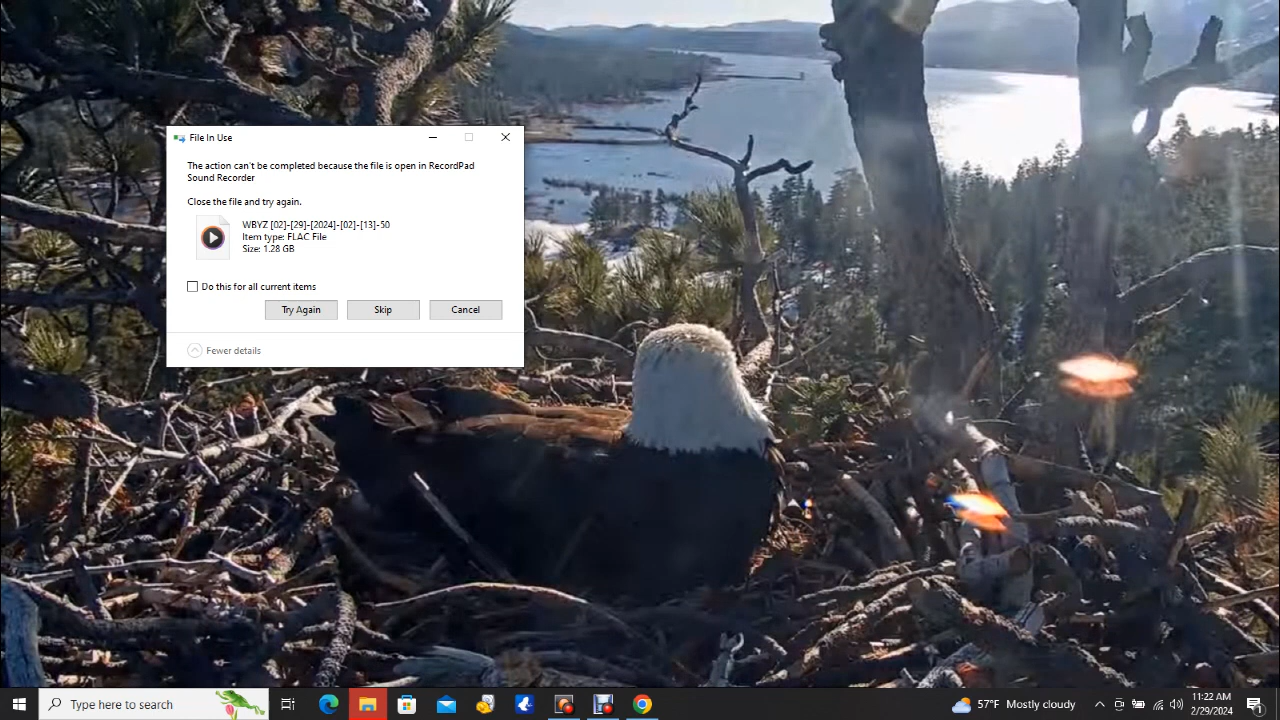 File In Use
The action can't be completed because the file is open in RecordPad
Sound Recorder
Close the file and try again.
WBYZ [02]-[29]-[2024]-[02]-[13]-50
Item type: FLAC File
Size: 1.28 GB
Do this for all current items
Try Again Skip Cancel
Fewer details
Type here to search
57°F Mostly cloudy
11:22 AM
2/29/2024
1